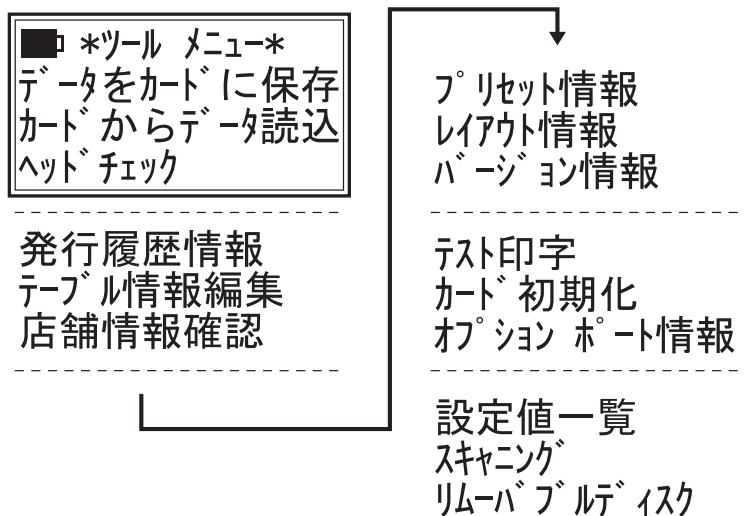 *ﾂｰﾙ ﾒﾆｭｰ*
ﾃﾞｰﾀをｶｰﾄﾞに保存
ｶｰﾄﾞからﾃﾞｰﾀ読込
ﾍｯﾄﾞﾁｪｯｸ
発行履歴情報
ﾃｰﾌﾞﾙ情報編集
店舗情報確認
ﾌﾟﾘｾｯﾄ情報
ﾚｲｱｳﾄ情報
ﾊﾞｰｼﾞｮﾝ情報
ﾃｽﾄ印字
ｶｰﾄﾞ初期化
ｵﾌﾟｼｮﾝ ﾎﾟｰﾄ情報
設定値一覧
ｽｷｬﾆﾝｸﾞ
ﾘﾑｰﾊﾞﾌﾞﾙﾃﾞｨｽｸ